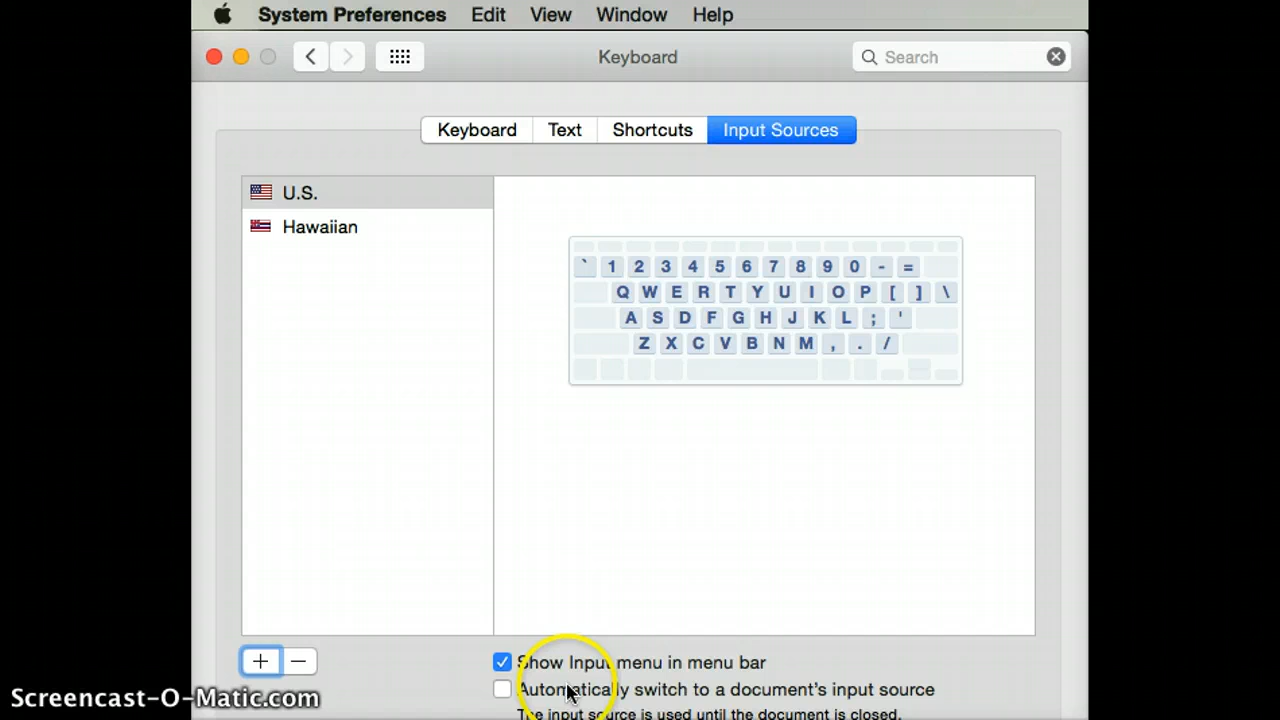 System Preferences Edit View Window Help
Keyboard Search
Keyboard Text Shortcuts Input Sources
U.S.
Hawaiian
` 1 2 3 4 5 6 7 8 9 0 - =
Q W E R T Y U I O P [ ] \
A S D F G H J K L ; '
Z X C V B N M , . /
+ −
Show Input menu in menu bar
Automatically switch to a document's input source
The input source is used until the document is closed.
Screencast-O-Matic.com